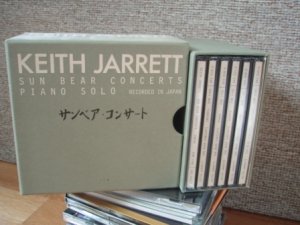 KEITH JARRETT
SUN BEAR CONCERTS
PIANO SOLO · RECORDED IN JAPAN
サンベア・コンサート